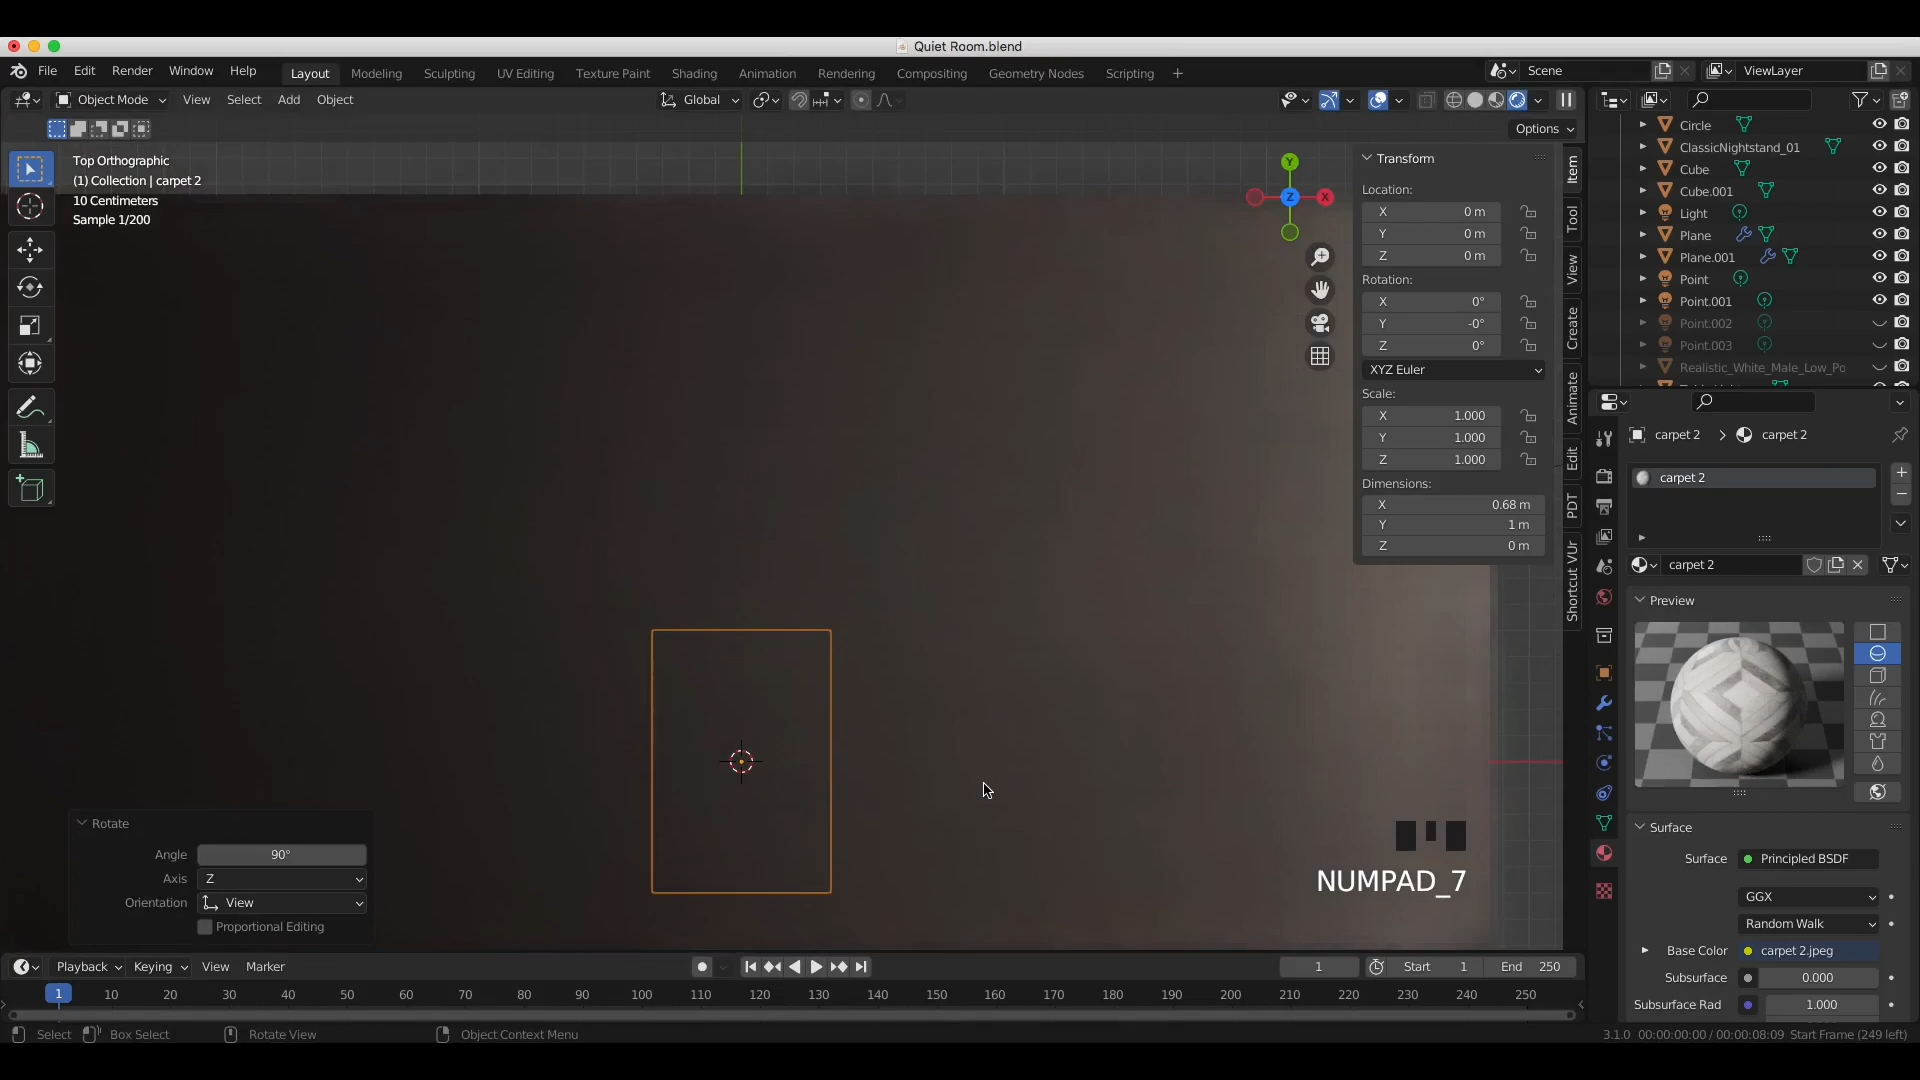 Quiet Room.blend
File Edit Render Window Help Layout Modeling Sculpting UV Editing Texture Paint Shading Animation Rendering Compositing Geometry Nodes Scripting + Scene ViewLayer
Object Mode View Select Add Object Global
Options
Top Orthographic
(1) Collection | carpet 2
10 Centimeters
Sample 1/200
Y
Z X
Transform
Location:
X 0 m
Y 0 m
Z 0 m
Rotation:
X 0°
Y -0°
Z 0°
XYZ Euler
Scale:
X 1.000
Y 1.000
Z 1.000
Dimensions:
X 0.68 m
Y 1 m
Z 0 m
Item
Tool
View
Create
Animate
Edit
PDT
Shortcut VUr
Circle
ClassicNightstand_01
Cube
Cube.001
Light
Plane
Plane.001
Point
Point.001
Point.002
Point.003
Realistic_White_Male_Low_Po
carpet 2 > carpet 2
carpet 2
carpet 2
Preview
Surface
Surface Principled BSDF
GGX
Random Walk
Base Color carpet 2.jpeg
Subsurface 0.000
Subsurface Rad 1.000
Rotate
Angle 90°
Axis Z
Orientation View
Proportional Editing
NUMPAD_7
Playback Keying View Marker 1 Start 1 End 250
1 10 20 30 40 50 60 70 80 90 100 110 120 130 140 150 160 170 180 190 200 210 220 230 240 250
Select Box Select Rotate View Object Context Menu 3.1.0 00:00:00:00 / 00:00:08:09 Start Frame (249 left)